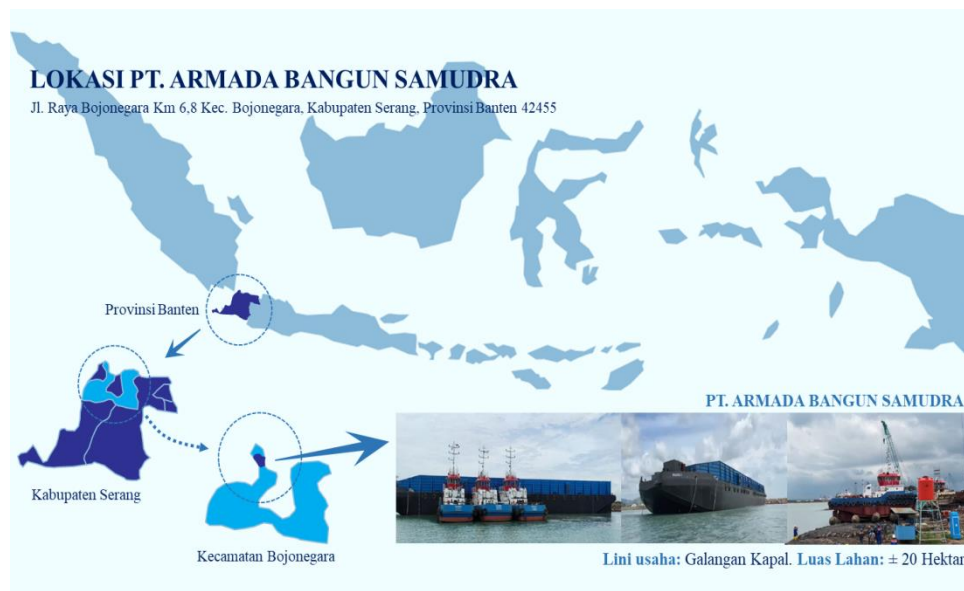 LOKASI PT. ARMADA BANGUN SAMUDRA
Jl. Raya Bojonegara Km 6,8 Kec. Bojonegara, Kabupaten Serang, Provinsi Banten 42455
Provinsi Banten
Kabupaten Serang
Kecamatan Bojonegara
PT. ARMADA BANGUN SAMUDRA
Lini usaha: Galangan Kapal. Luas Lahan: ± 20 Hektar